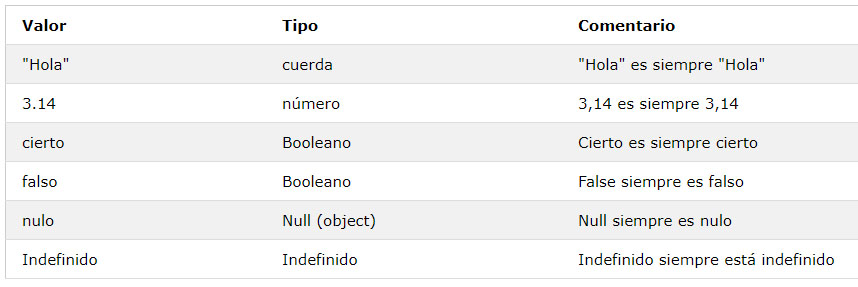 Valor Tipo Comentario
"Hola" cuerda "Hola" es siempre "Hola"
3.14 número 3,14 es siempre 3,14
cierto Booleano Cierto es siempre cierto
falso Booleano False siempre es falso
nulo Null (object) Null siempre es nulo
Indefinido Indefinido Indefinido siempre está indefinido